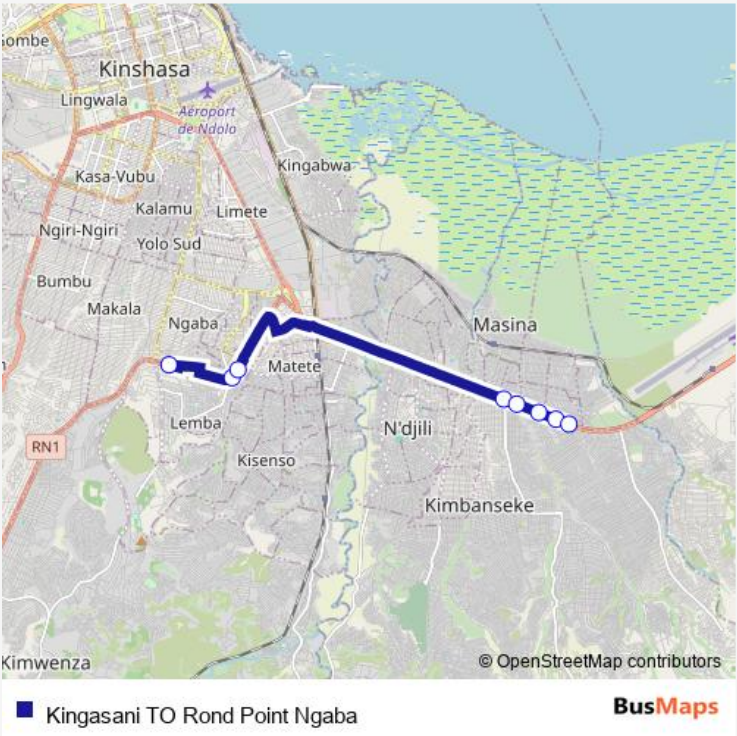 Gombe
Kinshasa
Lingwala
Aéroport
de Ndolo
Kingabwa
Kasa-Vubu
Kalamu
Limete
Ngiri-Ngiri
Yolo Sud
Bumbu
Makala
Ngaba
Masina
Matete
Lemba
N'djili
RN1
Kisenso
Kimbanseke
Kimwenza
© OpenStreetMap contributors
Kingasani TO Rond Point Ngaba
BusMaps